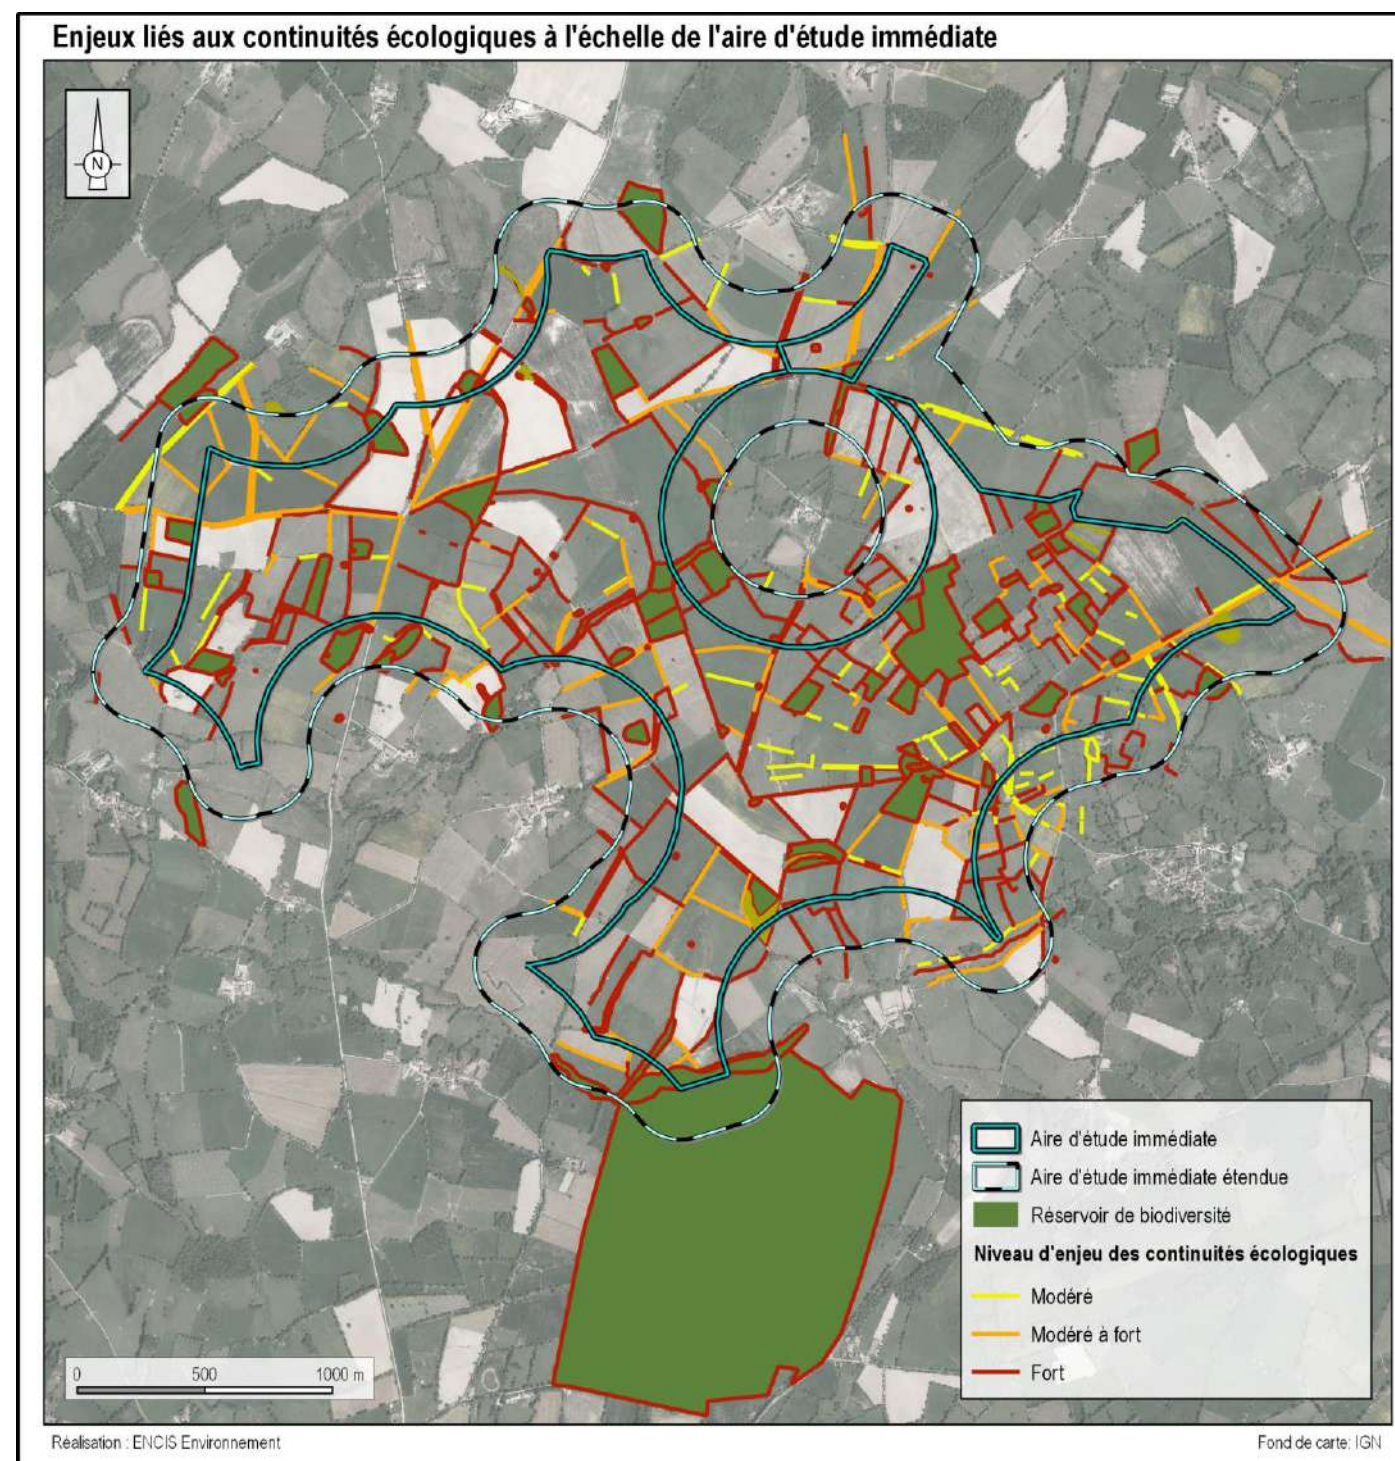 Enjeux liés aux continuités écologiques à l'échelle de l'aire d'étude immédiate
N
Aire d'étude immédiate
Aire d'étude immédiate étendue
Réservoir de biodiversité
Niveau d'enjeu des continuités écologiques
Modéré
Modéré à fort
Fort
0 500 1000 m
Réalisation : ENCIS Environnement
Fond de carte: IGN